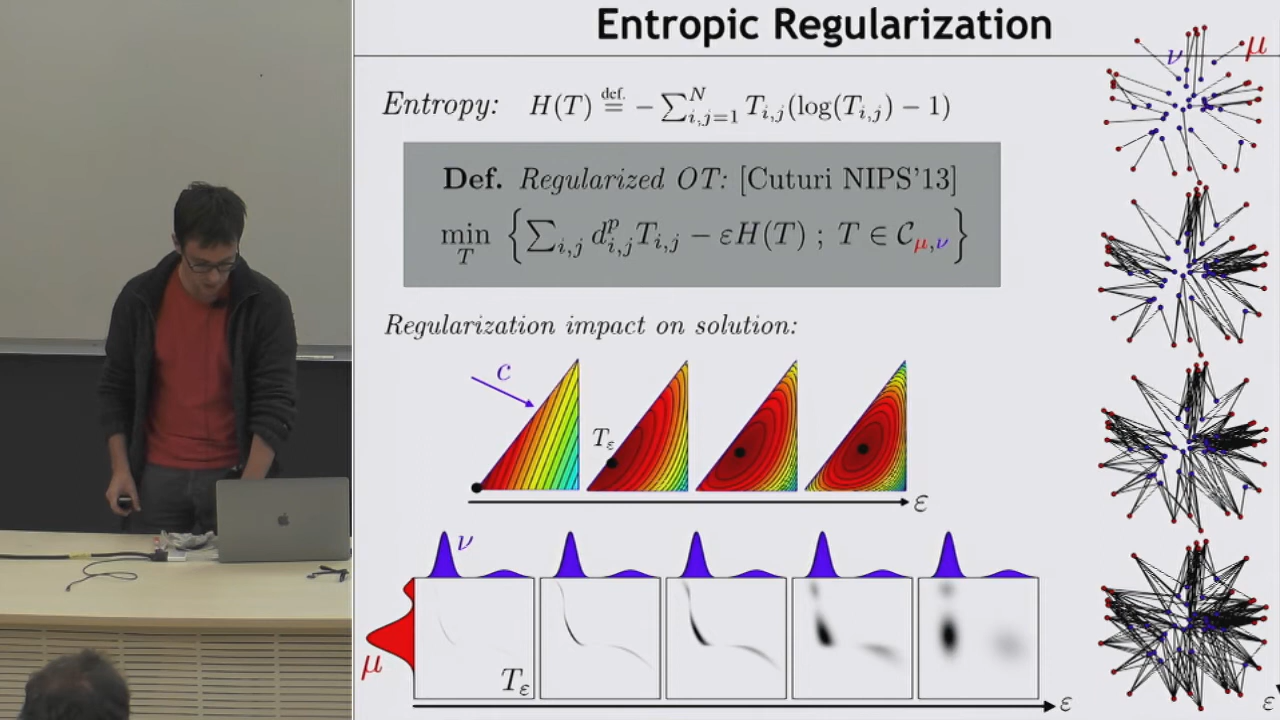 Entropic Regularization
ν μ
Entropy: H(T) ≝ −∑_{i,j=1}^{N} T_{i,j}(log(T_{i,j}) − 1)
Def. Regularized OT: [Cuturi NIPS'13]
min_T {∑_{i,j} d_{i,j}^p T_{i,j} − εH(T) ; T ∈ 𝒞_{μ,ν}}
Regularization impact on solution:
c
T_ε
ε
ν
μ
T_ε
ε
ε